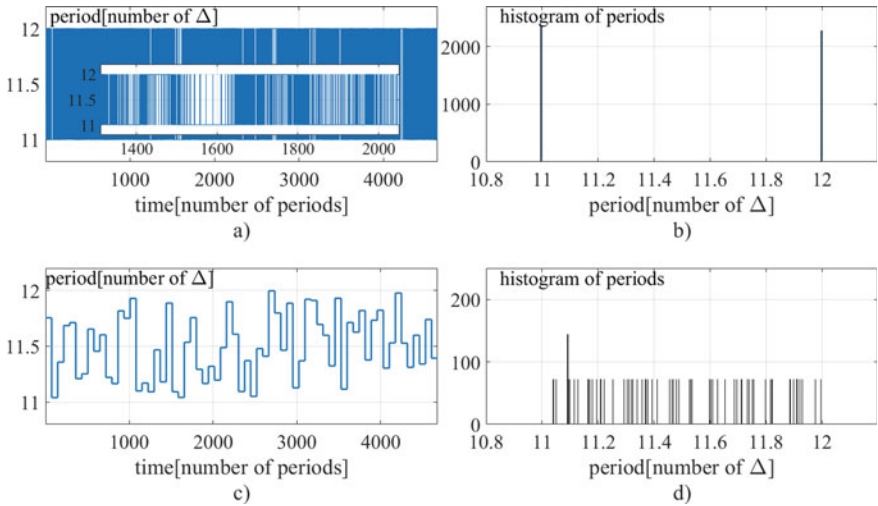 period[number of Δ]
12
11.5
11
12
11.5
11
1400 1600 1800 2000
1000 2000 3000 4000
time[number of periods]
a)
histogram of periods
2000
1000
0
10.8 11 11.2 11.4 11.6 11.8 12
period[number of Δ]
b)
period[number of Δ]
12
11.5
11
1000 2000 3000 4000
time[number of periods]
c)
histogram of periods
200
100
0
10.8 11 11.2 11.4 11.6 11.8 12
period[number of Δ]
d)